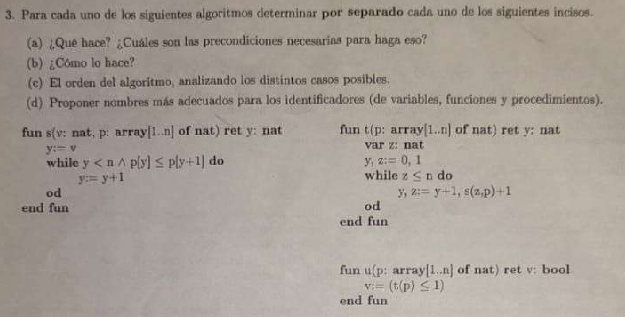 3. Para cada uno de los siguientes algoritmos determinar por separado cada uno de los siguientes incisos.
(a) ¿Qué hace? ¿Cuáles son las precondiciones necesarias para haga eso?
(b) ¿Cómo lo hace?
(c) El orden del algoritmo, analizando los distintos casos posibles.
(d) Proponer nombres más adecuados para los identificadores (de variables, funciones y procedimientos).
fun s(v: nat, p: array[1..n] of nat) ret y: nat
y:= v
while y < n ∧ p[y] ≤ p[y+1] do
y:= y+1
od
end fun
fun t(p: array[1..n] of nat) ret y: nat
var z: nat
y, z:= 0, 1
while z ≤ n do
y, z:= y+1, s(z,p)+1
od
end fun
fun u(p: array[1..n] of nat) ret v: bool
v:= (t(p) ≤ 1)
end fun